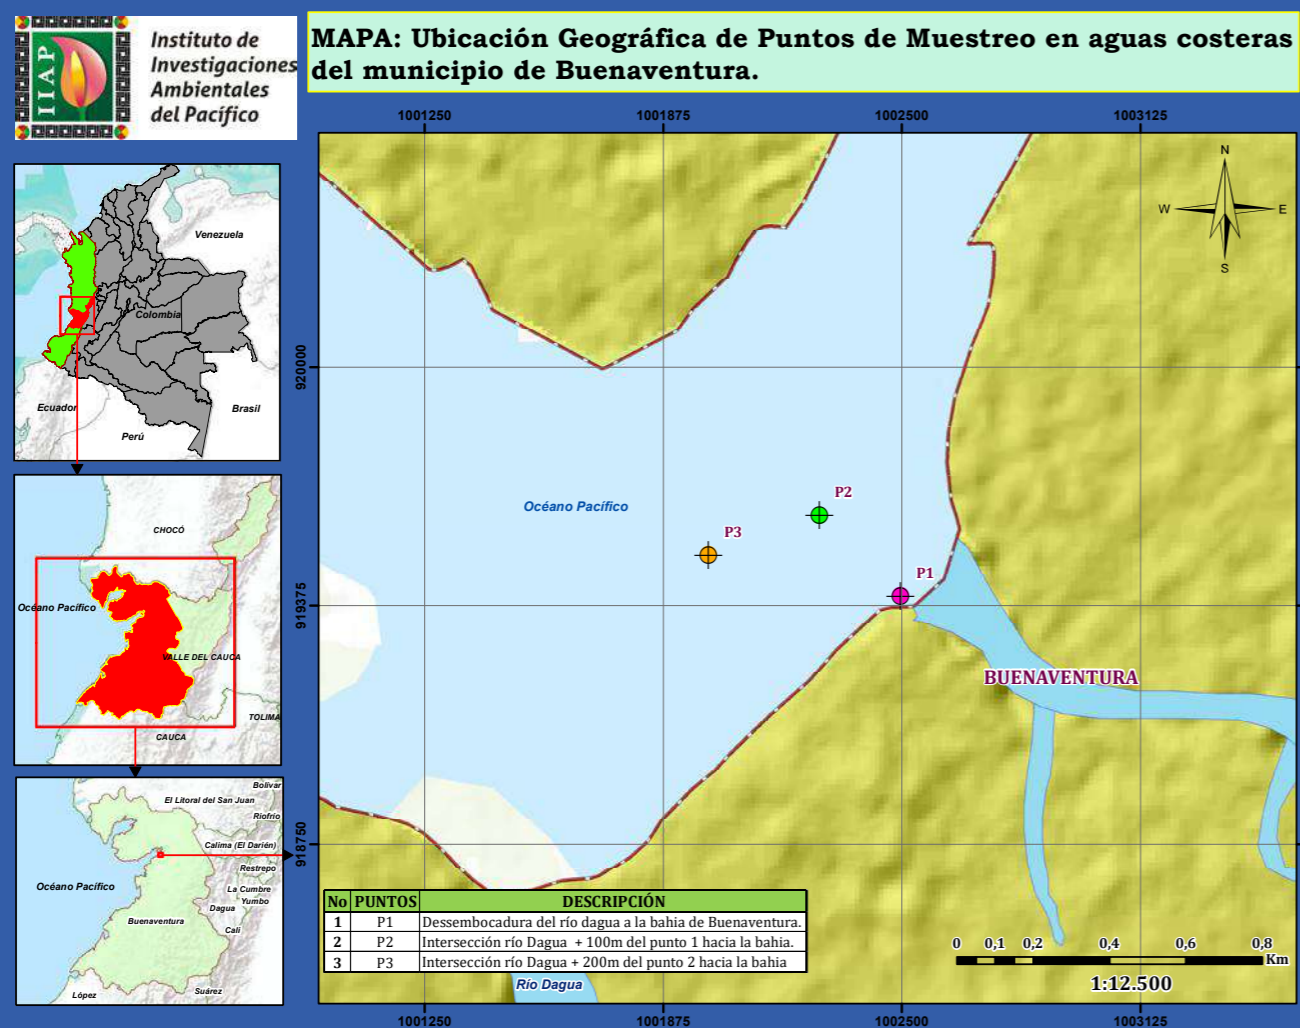 IIAP
Instituto de
Investigaciones
Ambientales
del Pacífico
MAPA: Ubicación Geográfica de Puntos de Muestreo en aguas costeras
del municipio de Buenaventura.
Venezuela
Colombia
Ecuador
Brasil
Perú
CHOCÓ
Océano Pacífico
VALLE DEL CAUCA
TOLIMA
CAUCA
Bolívar
El Litoral del San Juan
Riofrío
Calima (El Darién)
Restrepo
Océano Pacífico
La Cumbre
Yumbo
Dagua
Buenaventura
Cali
López
Suárez
1001250 1001875 1002500 1003125
N
W E
S
920000
919375
918750
Océano Pacífico
P2
P3
P1
BUENAVENTURA
No PUNTOS DESCRIPCIÓN
1 P1 Dessembocadura del río dagua a la bahia de Buenaventura.
2 P2 Intersección río Dagua + 100m del punto 1 hacia la bahia.
3 P3 Intersección río Dagua + 200m del punto 2 hacia la bahia
Río Dagua
0 0,1 0,2 0,4 0,6 0,8
Km
1:12.500
1001250 1001875 1002500 1003125